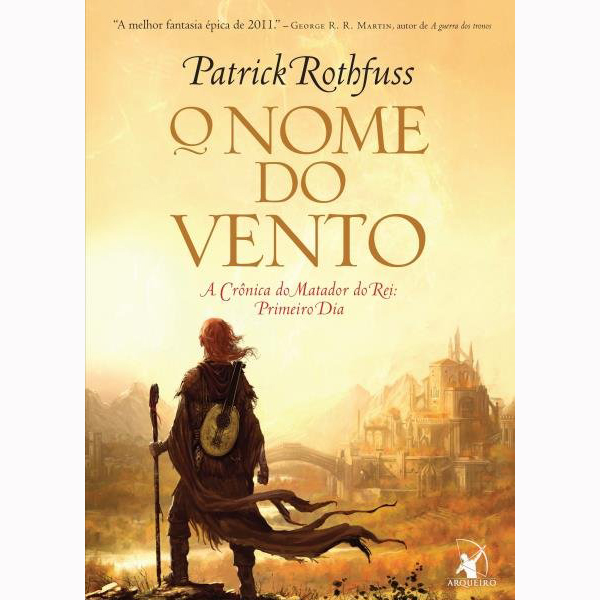 “A melhor fantasia épica de 2011.” – George R. R. Martin, autor de A guerra dos tronos
Patrick Rothfuss
O NOME
DO
VENTO
A Crônica do Matador do Rei:
Primeiro Dia
ARQUEIRO